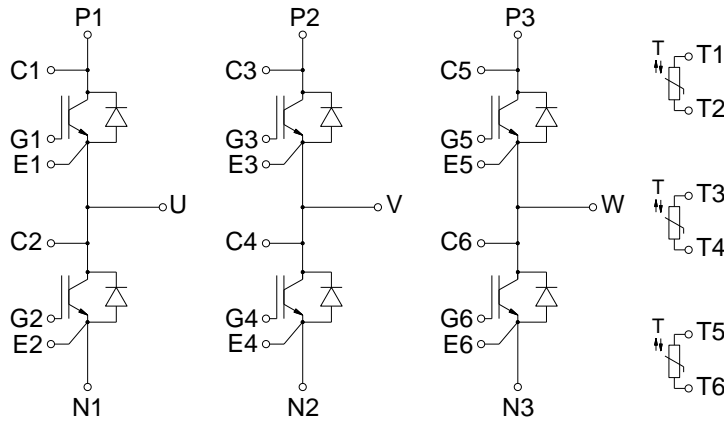 P1 P2 P3
C1 C3 C5 T T1
G1 G3 G5 T2
E1 E3 E5
T T3
U V W
C2 C4 C6 T4
G2 G4 G6 T T5
E2 E4 E6
T6
N1 N2 N3